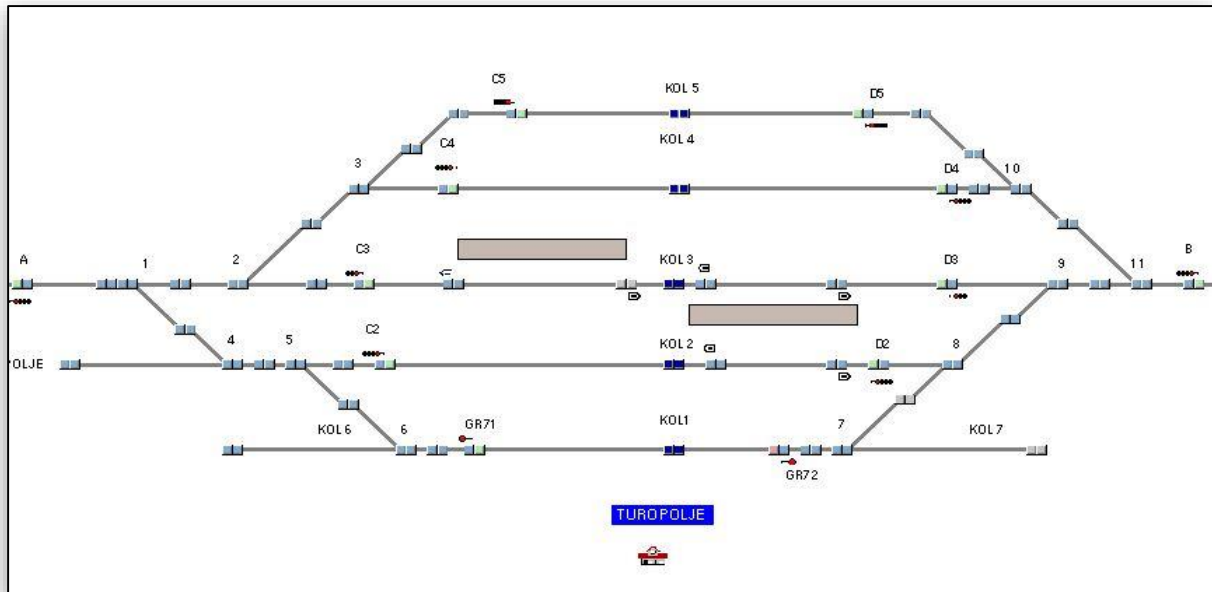 C5
KOL 5
D5
KOL 4
C4
3
D4
10
A
1
2
C3
KOL 3
D3
9
11
B
OLJE
4
5
C2
KOL 2
D2
8
KOL 6
6
GR71
KOL1
7
KOL 7
GR72
TUROPOLJE